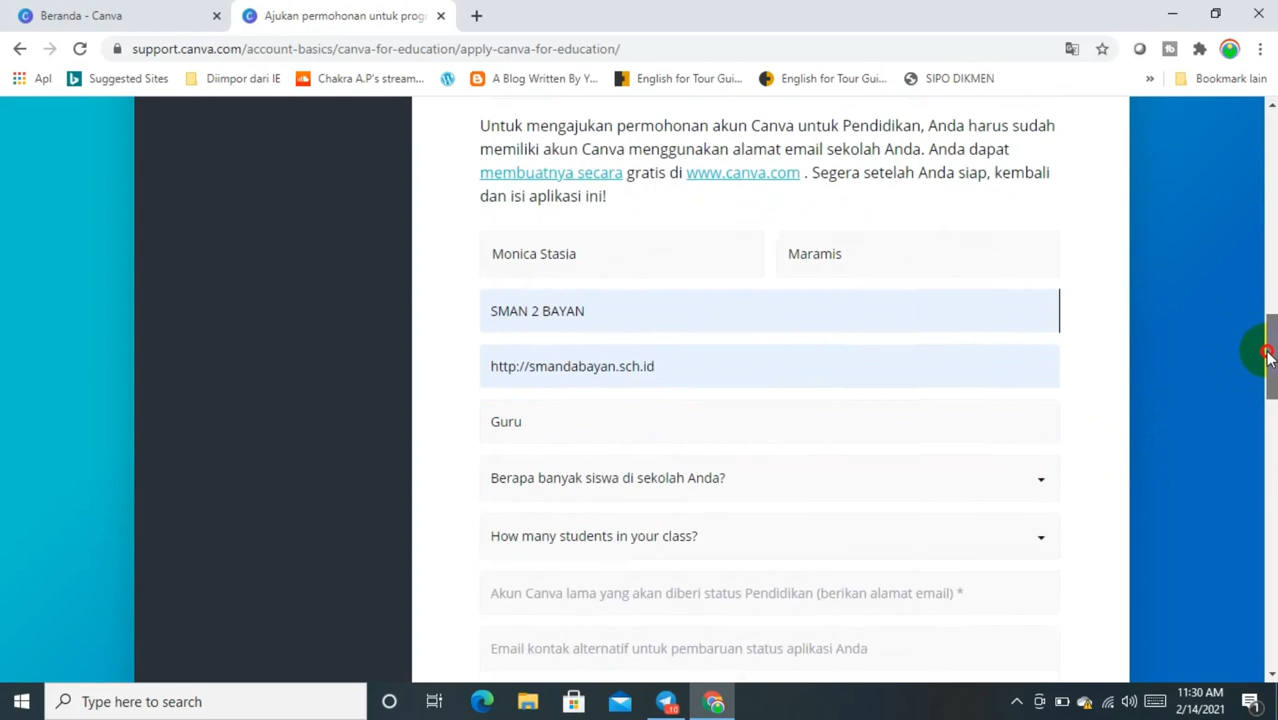 Beranda - Canva
Ajukan permohonan untuk prog
support.canva.com/account-basics/canva-for-education/apply-canva-for-education/
Apl
Suggested Sites
Diimpor dari IE
Chakra A.P's stream...
A Blog Written By Y...
English for Tour Gui...
English for Tour Gui...
SIPO DIKMEN
»
Bookmark lain
Untuk mengajukan permohonan akun Canva untuk Pendidikan, Anda harus sudah
memiliki akun Canva menggunakan alamat email sekolah Anda. Anda dapat
membuatnya secara gratis di www.canva.com . Segera setelah Anda siap, kembali
dan isi aplikasi ini!
Monica Stasia
Maramis
SMAN 2 BAYAN
http://smandabayan.sch.id
Guru
Berapa banyak siswa di sekolah Anda?
How many students in your class?
Akun Canva lama yang akan diberi status Pendidikan (berikan alamat email) *
Email kontak alternatif untuk pembaruan status aplikasi Anda
Type here to search
11:30 AM
2/14/2021